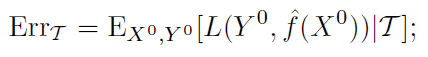 Err_𝒯 = E_{X⁰,Y⁰}[L(Y⁰, f̂(X⁰))|𝒯];